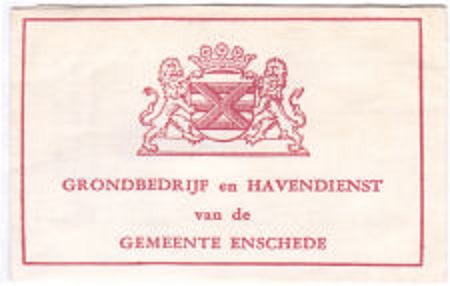 GRONDBEDRIJF en HAVENDIENST
van de
GEMEENTE ENSCHEDE